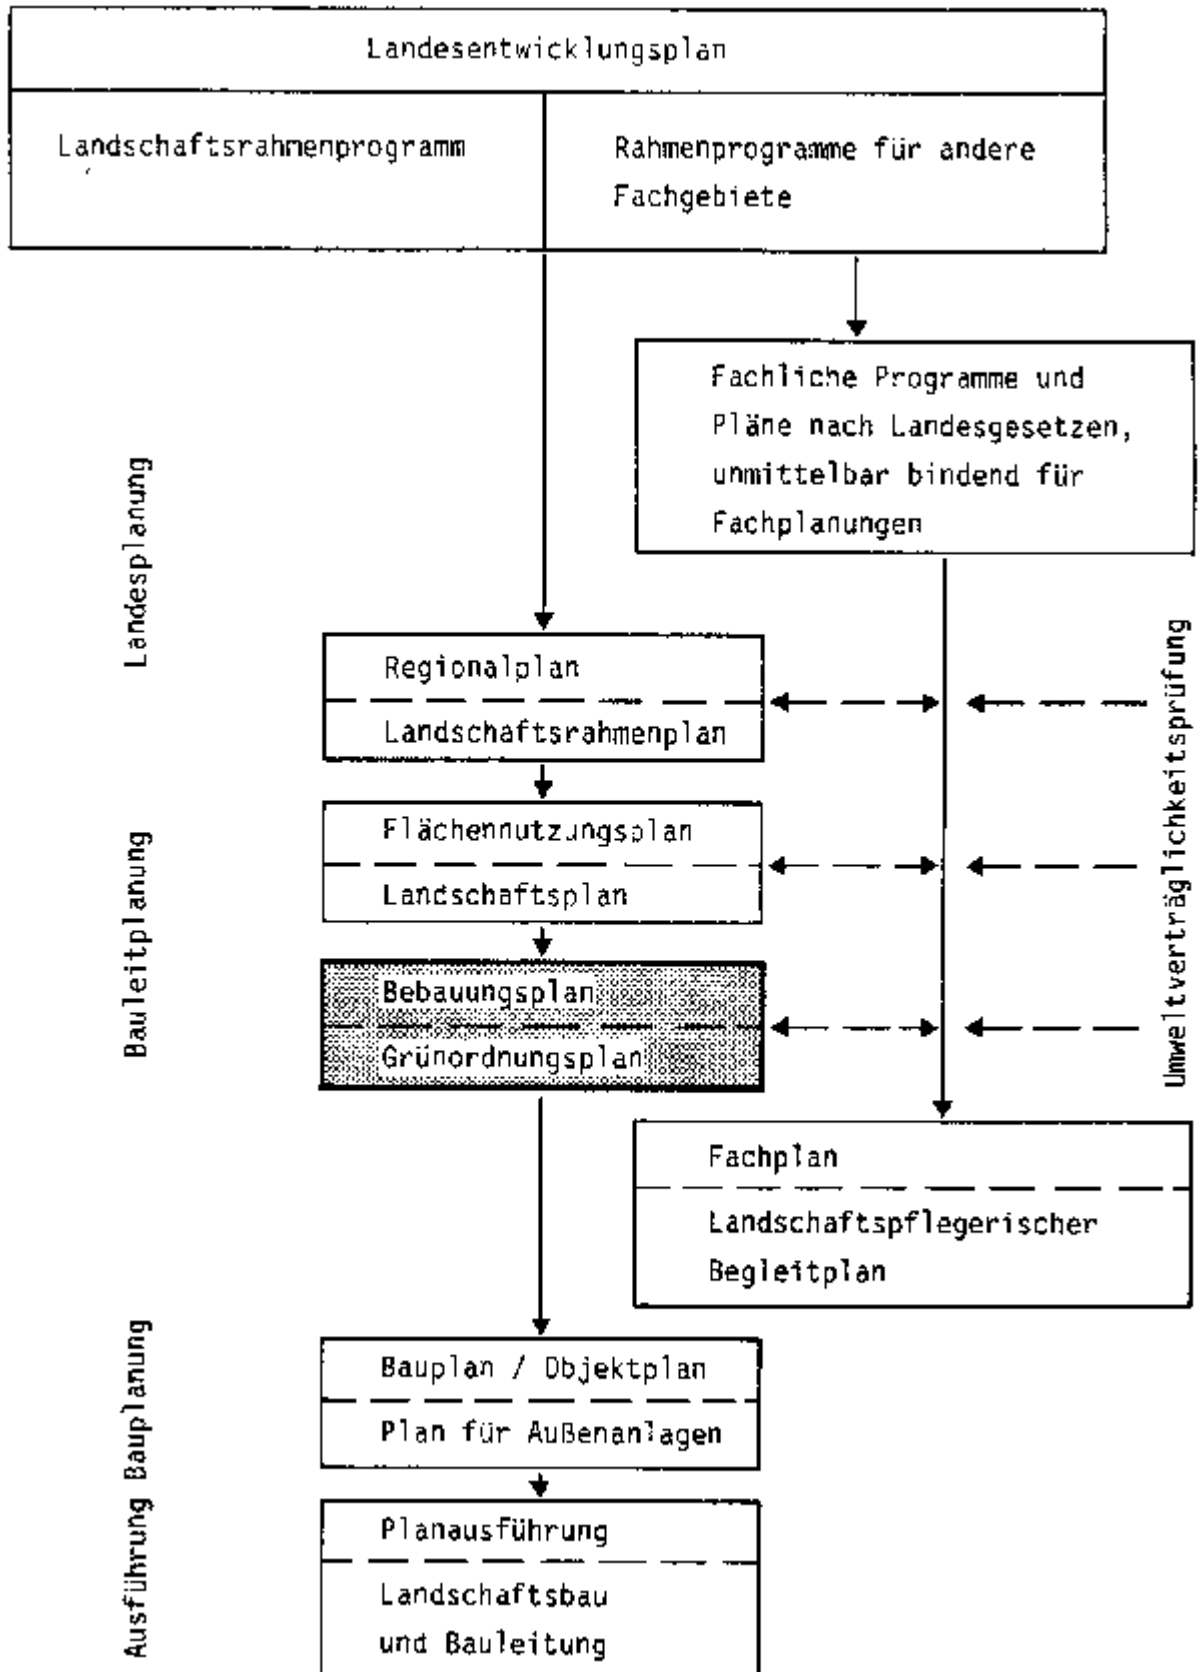 Landesentwicklungsplan
Landschaftsrahmenprogramm
Rahmenprogramme für andere
Fachgebiete
Fachliche Programme und
Pläne nach Landesgesetzen,
unmittelbar bindend für
Fachplanungen
Landesplanung
Regionalplan
Landschaftsrahmenplan
Umweltverträglichkeitsprüfung
Bauleitplanung
Flächennutzungsplan
Landschaftsplan
Bebauungsplan
Grünordnungsplan
Fachplan
Landschaftspflegerischer
Begleitplan
Bauplanung
Bauplan / Objektplan
Plan für Außenanlagen
Ausführung
Planausführung
Landschaftsbau
und Bauleitung